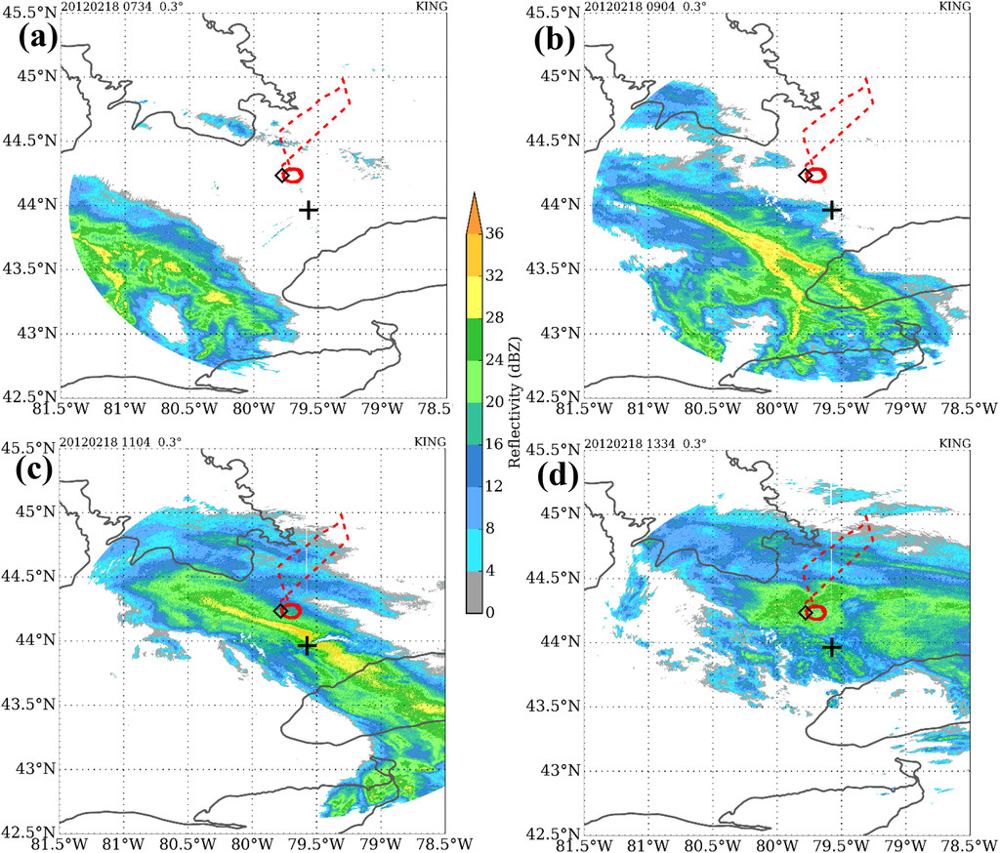 20120218 0734 0.3° KING
(a)
45.5°N
45°N
44.5°N
44°N
43.5°N
43°N
42.5°N
81.5°W 81°W 80.5°W 80°W 79.5°W 79°W 78.5
20120218 0904 0.3° KING
(b)
45.5°N
45°N
44.5°N
44°N
43.5°N
43°N
42.5°N
81.5°W 81°W 80.5°W 80°W 79.5°W 79°W 78.5°W
36
32
28
24
20
16
12
8
4
0
Reflectivity (dBZ)
20120218 1104 0.3° KING
(c)
45.5°N
45°N
44.5°N
44°N
43.5°N
43°N
42.5°N
81.5°W 81°W 80.5°W 80°W 79.5°W 79°W 78.5°W
20120218 1334 0.3° KING
(d)
45.5°N
45°N
44.5°N
44°N
43.5°N
43°N
42.5°N
81.5°W 81°W 80.5°W 80°W 79.5°W 79°W 78.5°W